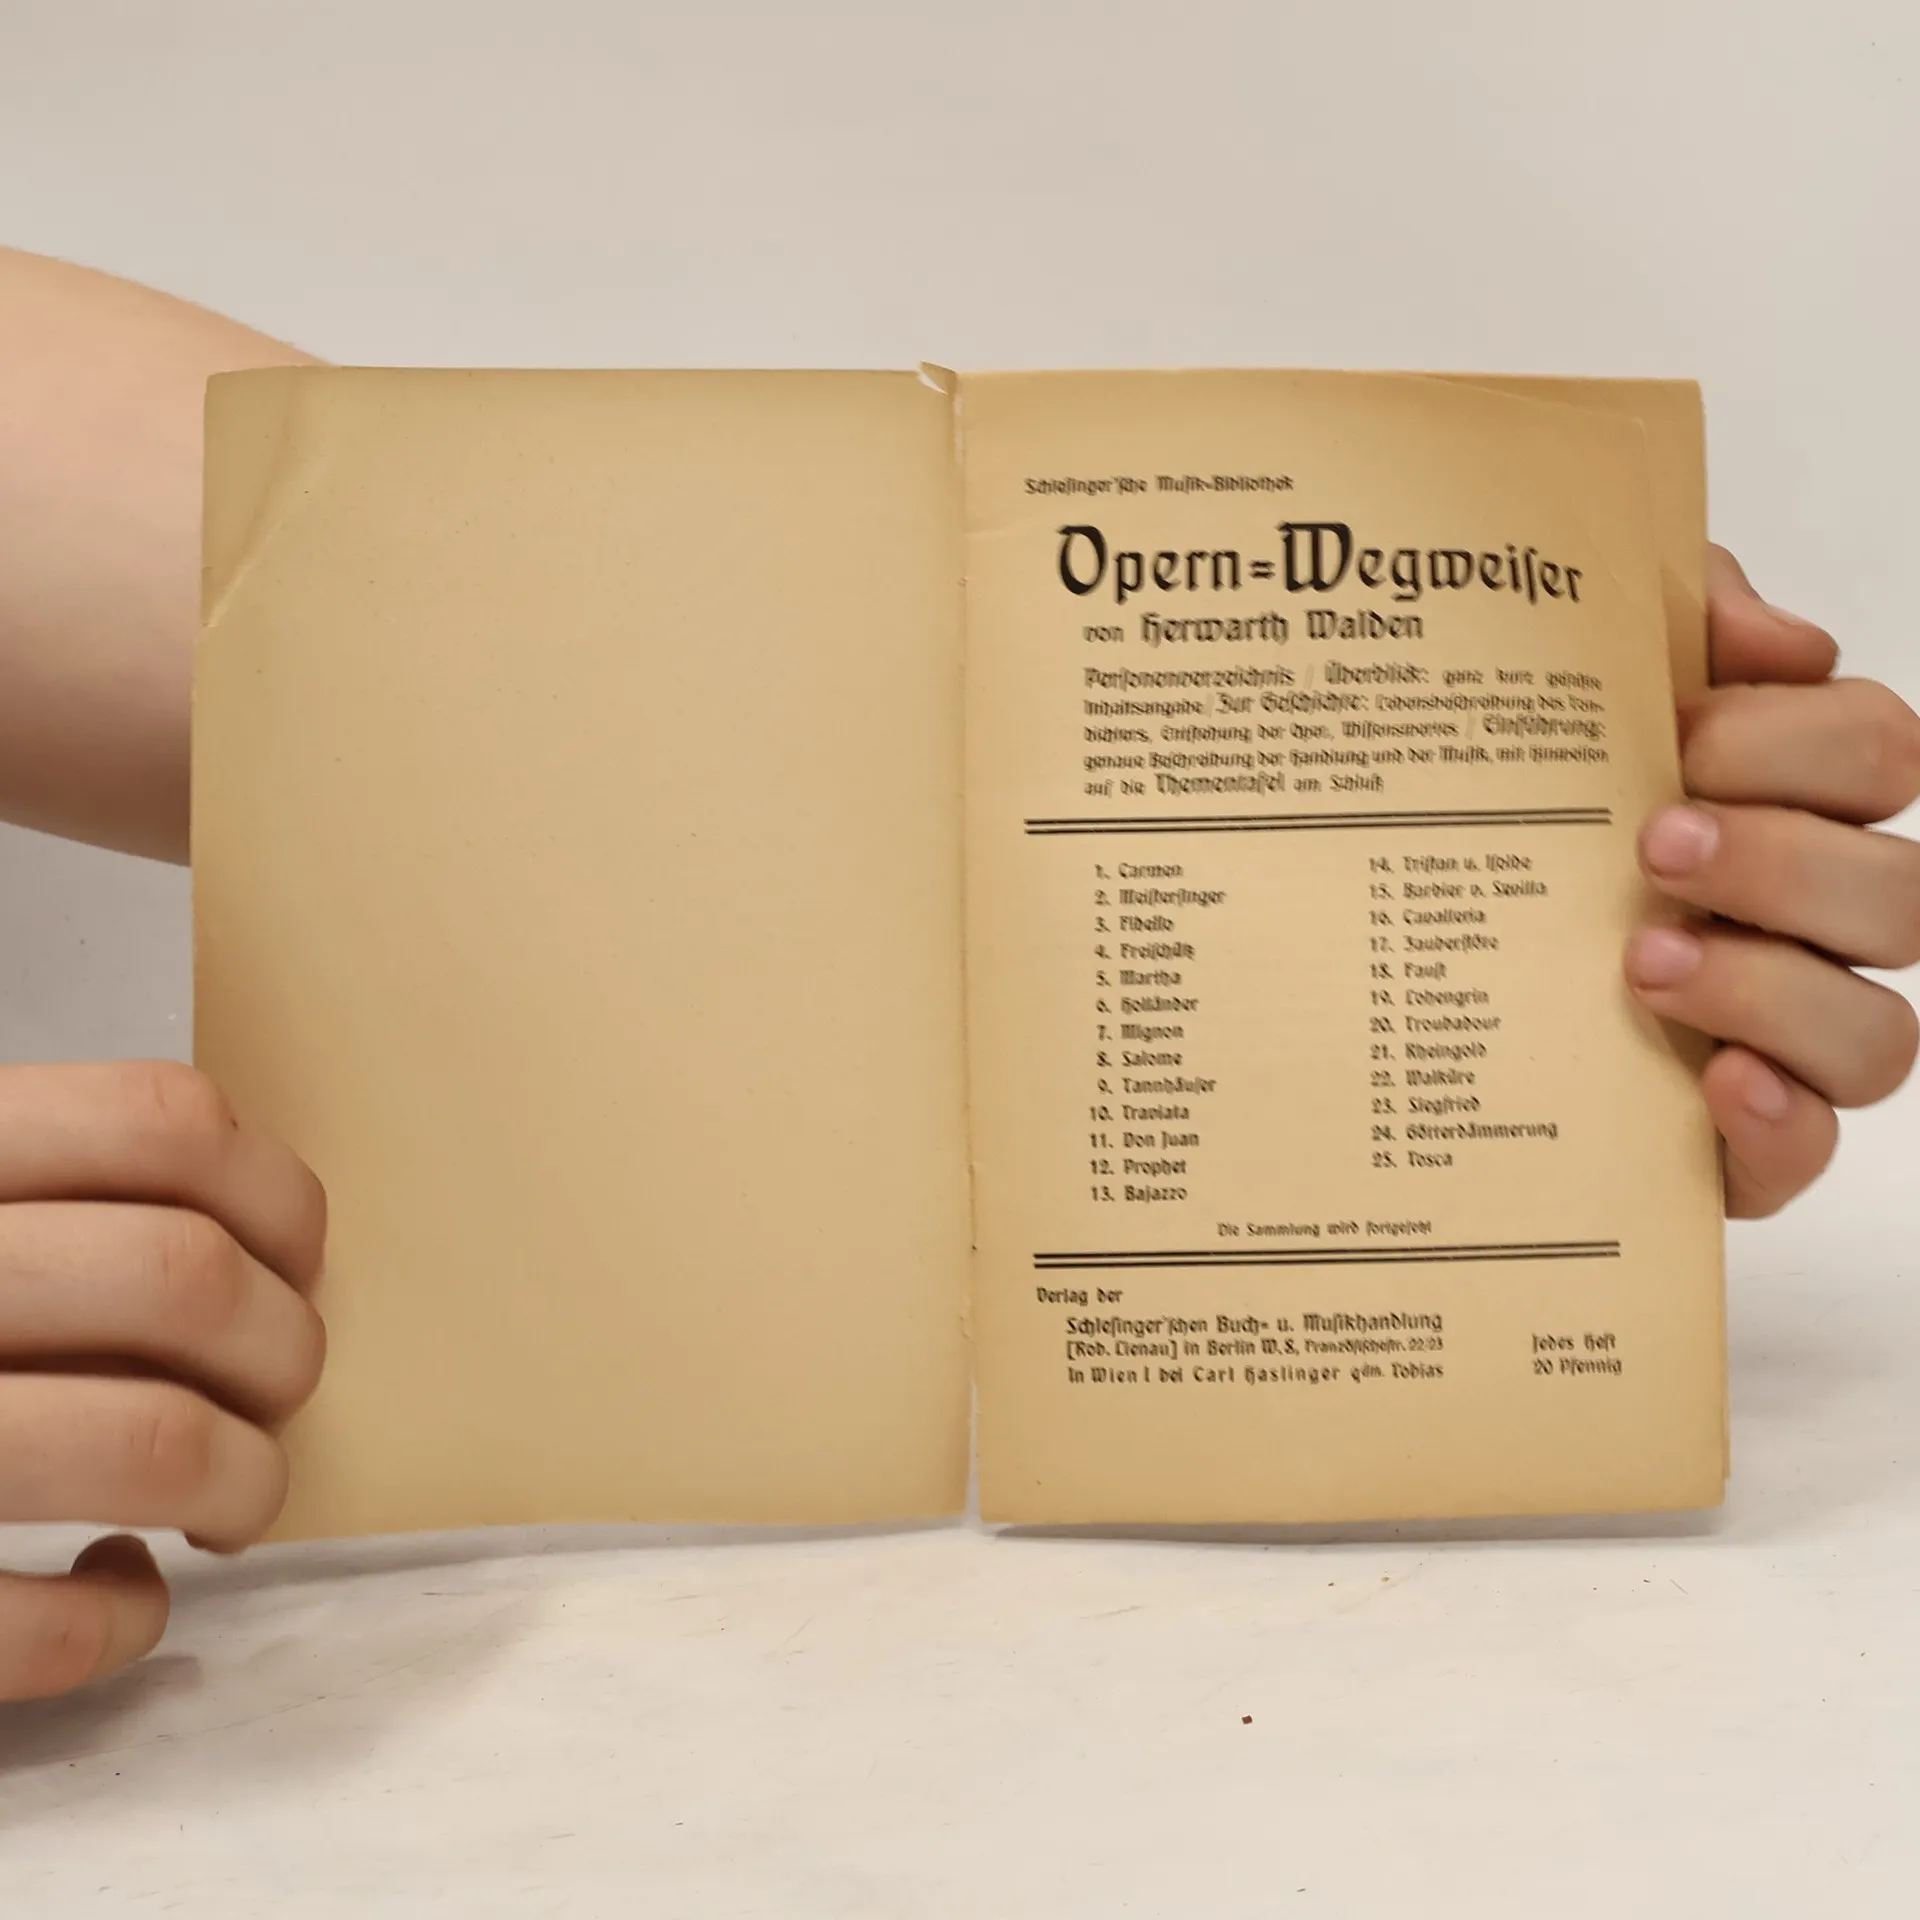 Schlesinger'sche Musik-Bibliothek
Opern=Wegweiser
von Herwarth Walden
Personenverzeichnis / Überblick: ganz kurz gefaßte
Inhaltsangabe / Zur Geschichte: Lebensbeschreibung des Ton-
dichters, Entstehung der Oper, Wissenswertes / Einführung:
genaue Beschreibung der Handlung und der Musik, mit Hinweisen
auf die Thementafel am Schluß
1. Carmen
2. Meistersinger
3. Fidelio
4. Freischütz
5. Martha
6. Holländer
7. Mignon
8. Salome
9. Tannhäuser
10. Traviata
11. Don Juan
12. Prophet
13. Bajazzo
14. Tristan u. Isolde
15. Barbier v. Sevilla
16. Cavalleria
17. Zauberflöte
18. Faust
19. Lohengrin
20. Troubadour
21. Rheingold
22. Walküre
23. Siegfried
24. Götterdämmerung
25. Tosca
Die Sammlung wird fortgesetzt
Verlag der
Schlesinger'schen Buch= u. Musikhandlung
[Rob. Lienau] in Berlin W.8, Französischestr. 22/23
In Wien I bei Carl Haslinger qdm. Tobias
Jedes Heft
20 Pfennig